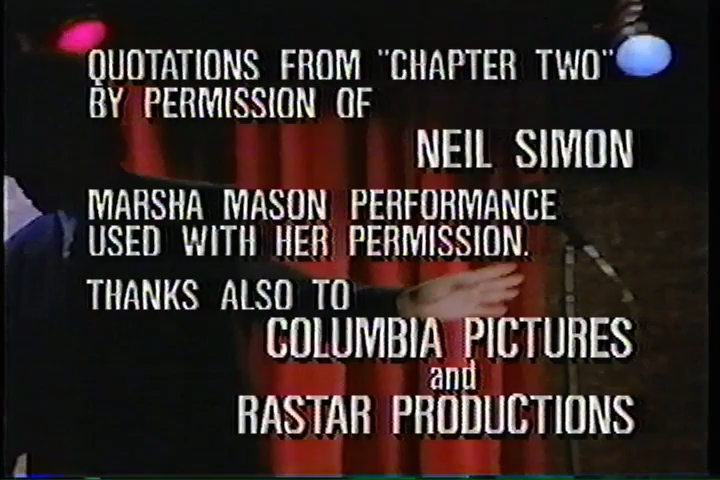 QUOTATIONS FROM "CHAPTER TWO"
BY PERMISSION OF
NEIL SIMON
MARSHA MASON PERFORMANCE
USED WITH HER PERMISSION.
THANKS ALSO TO
COLUMBIA PICTURES
and
RASTAR PRODUCTIONS